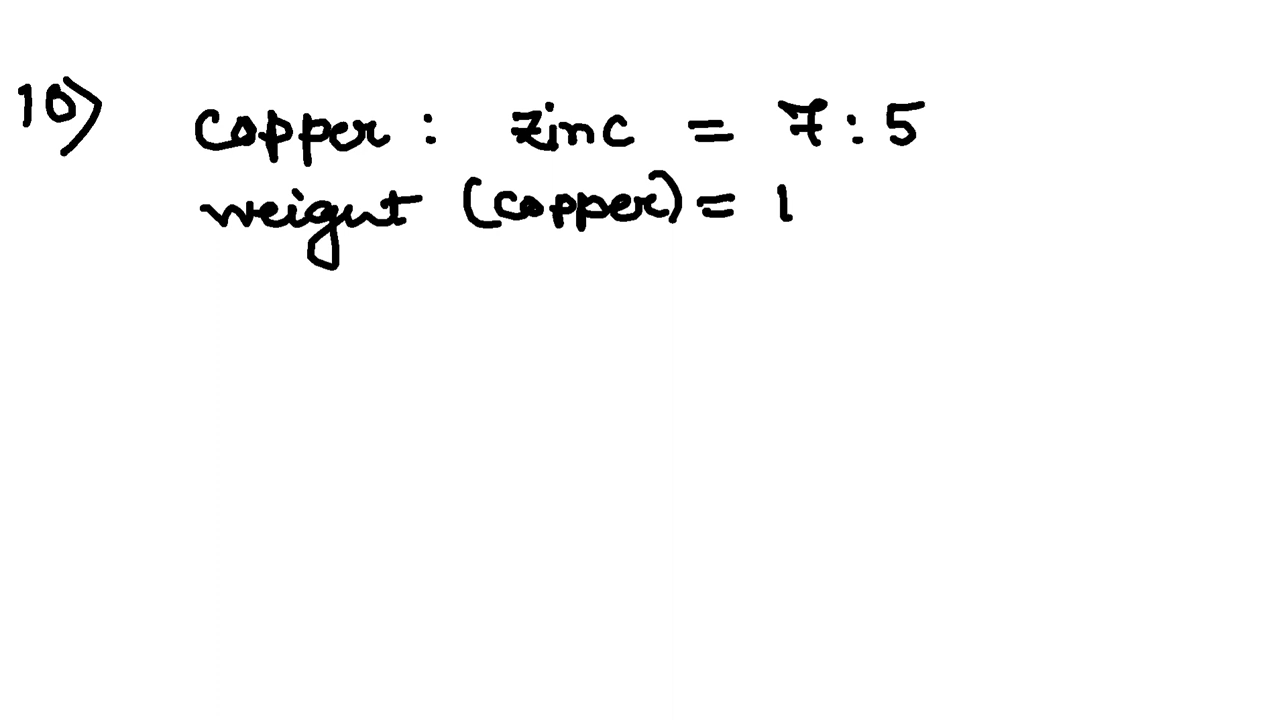 10) copper : zinc = 7 : 5
weight (copper) = 1